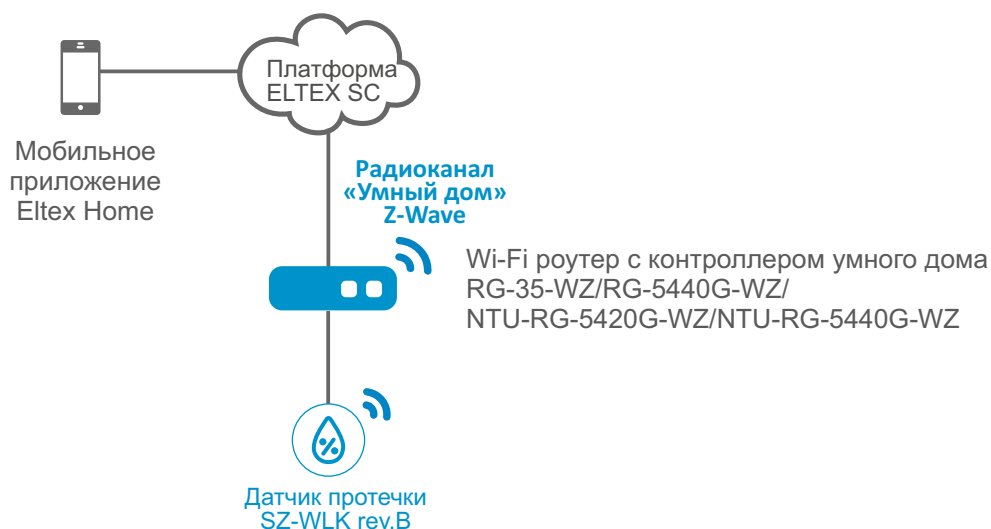 Платформа
ELTEX SC
Мобильное
приложение
Eltex Home
Радиоканал
«Умный дом»
Z-Wave
Wi-Fi роутер с контроллером умного дома
RG-35-WZ/RG-5440G-WZ/
NTU-RG-5420G-WZ/NTU-RG-5440G-WZ
%
Датчик протечки
SZ-WLK rev.B